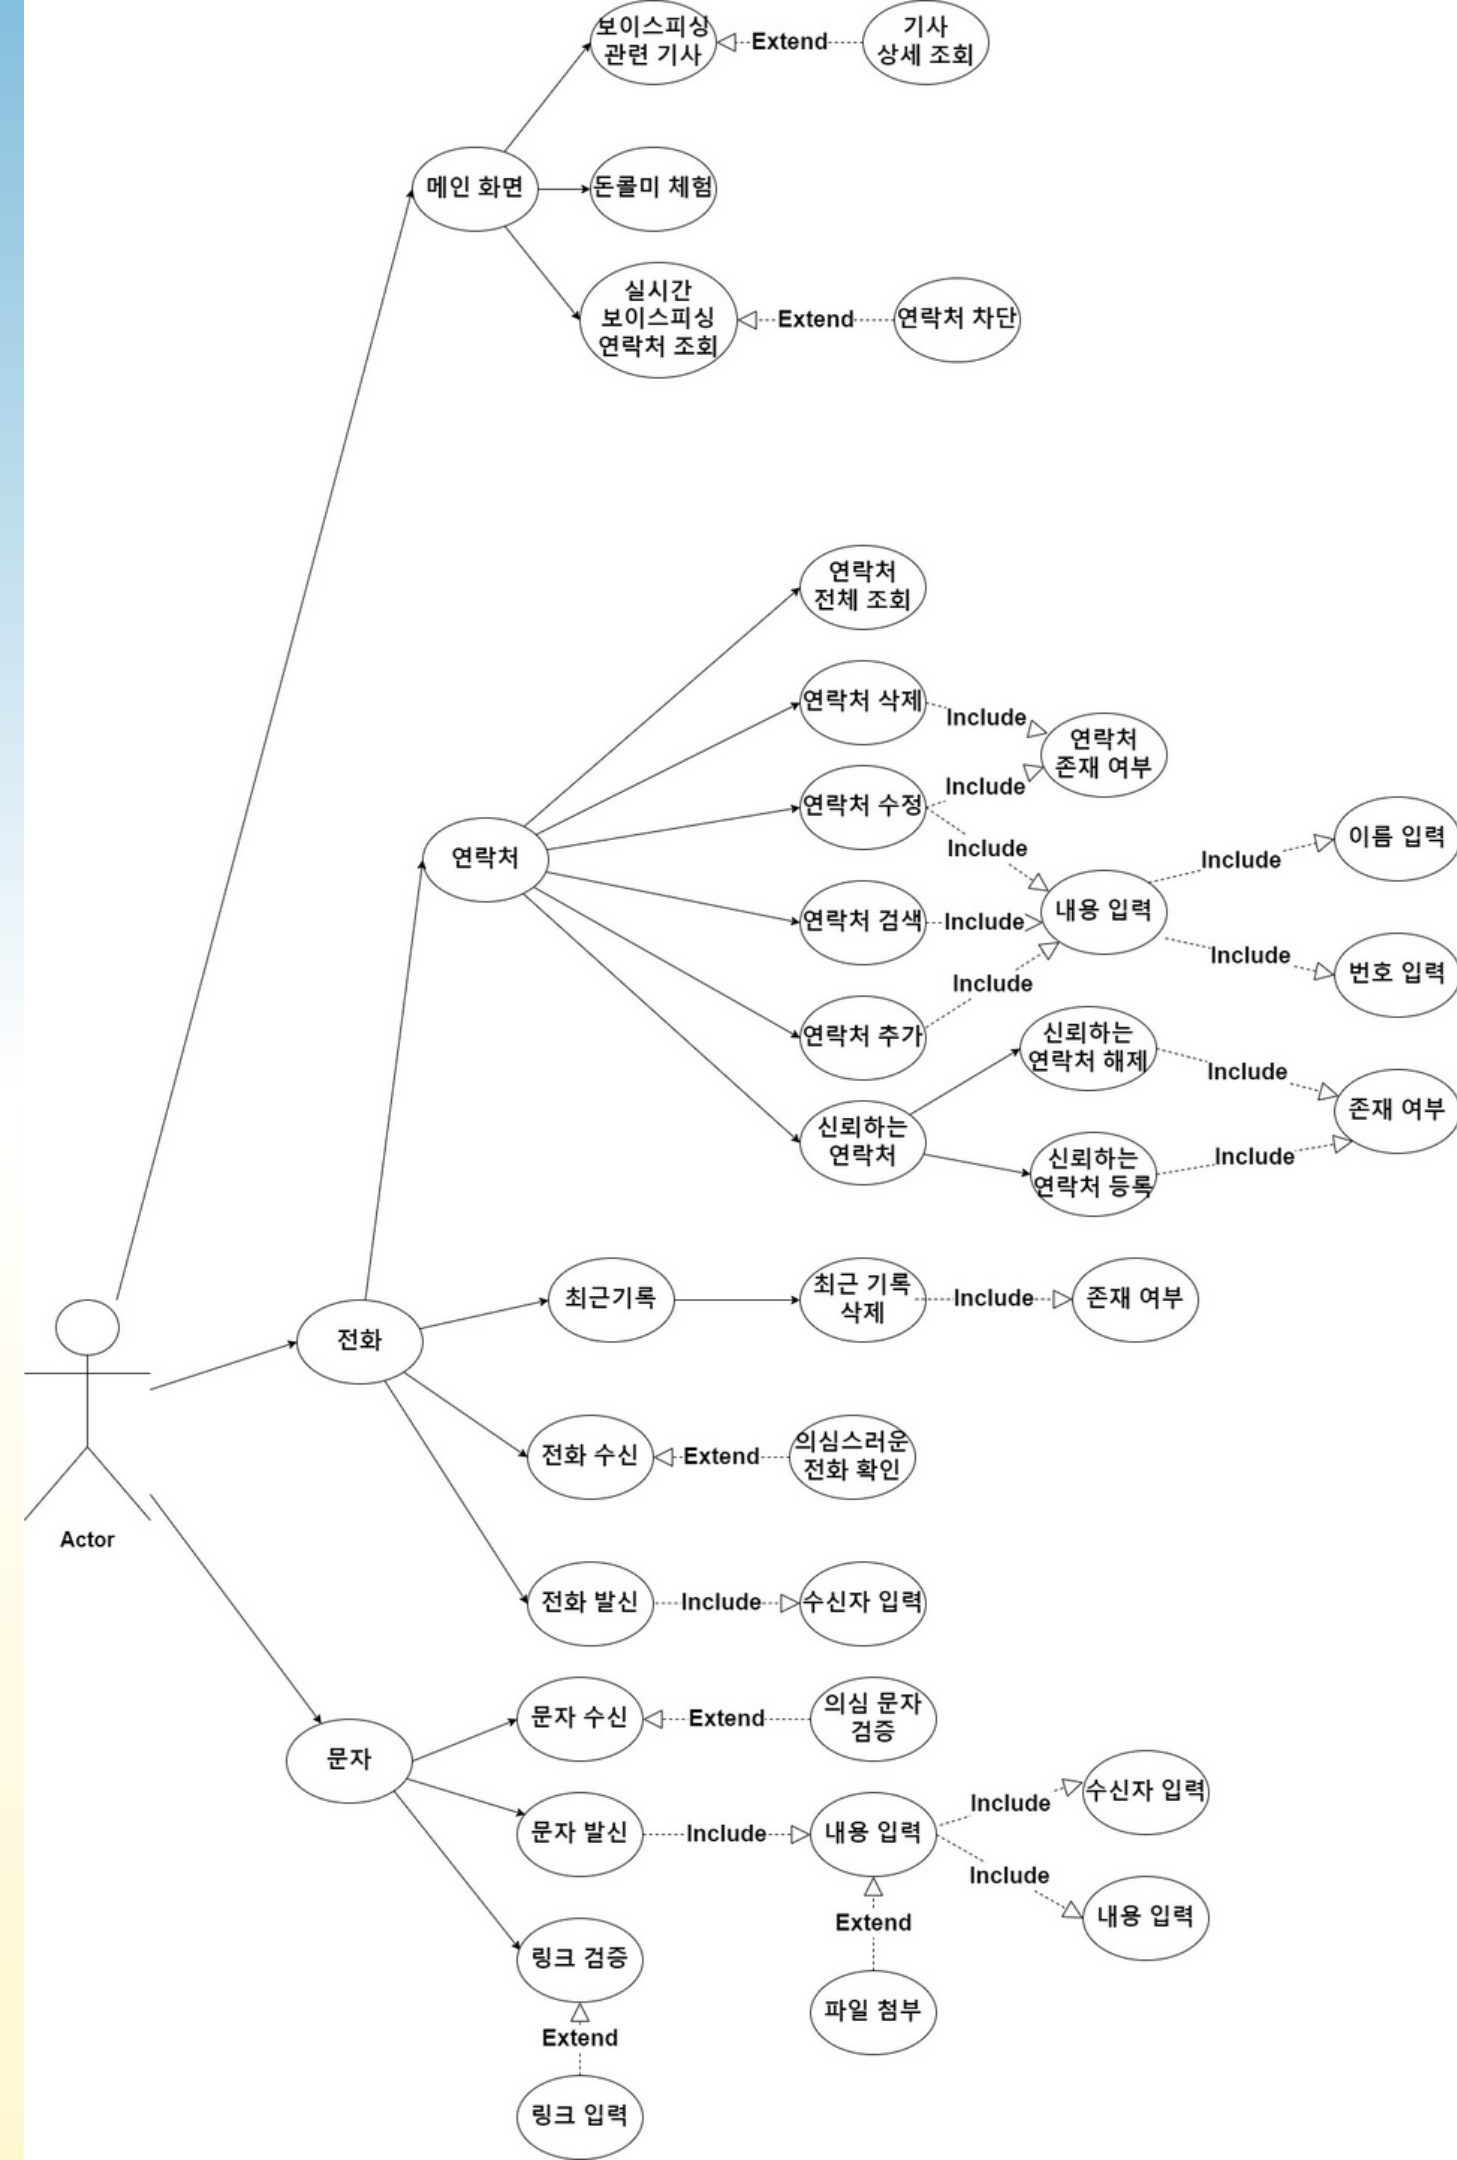 보이스피싱
관련 기사
Extend
기사
상세 조회
메인 화면
돈콜미 체험
실시간
보이스피싱
연락처 조회
Extend
연락처 차단
연락처
전체 조회
연락처 삭제
Include
연락처
존재 여부
연락처 수정
Include
Include
이름 입력
Include
연락처
내용 입력
연락처 검색
Include
Include
번호 입력
Include
연락처 추가
신뢰하는
연락처 해제
Include
존재 여부
신뢰하는
연락처
신뢰하는
연락처 등록
Include
최근기록
최근 기록
삭제
Include
존재 여부
전화
전화 수신
Extend
의심스러운
전화 확인
Actor
전화 발신
Include
수신자 입력
문자 수신
Extend
의심 문자
검증
문자
수신자 입력
Include
문자 발신
Include
내용 입력
Include
내용 입력
Extend
링크 검증
파일 첨부
Extend
링크 입력